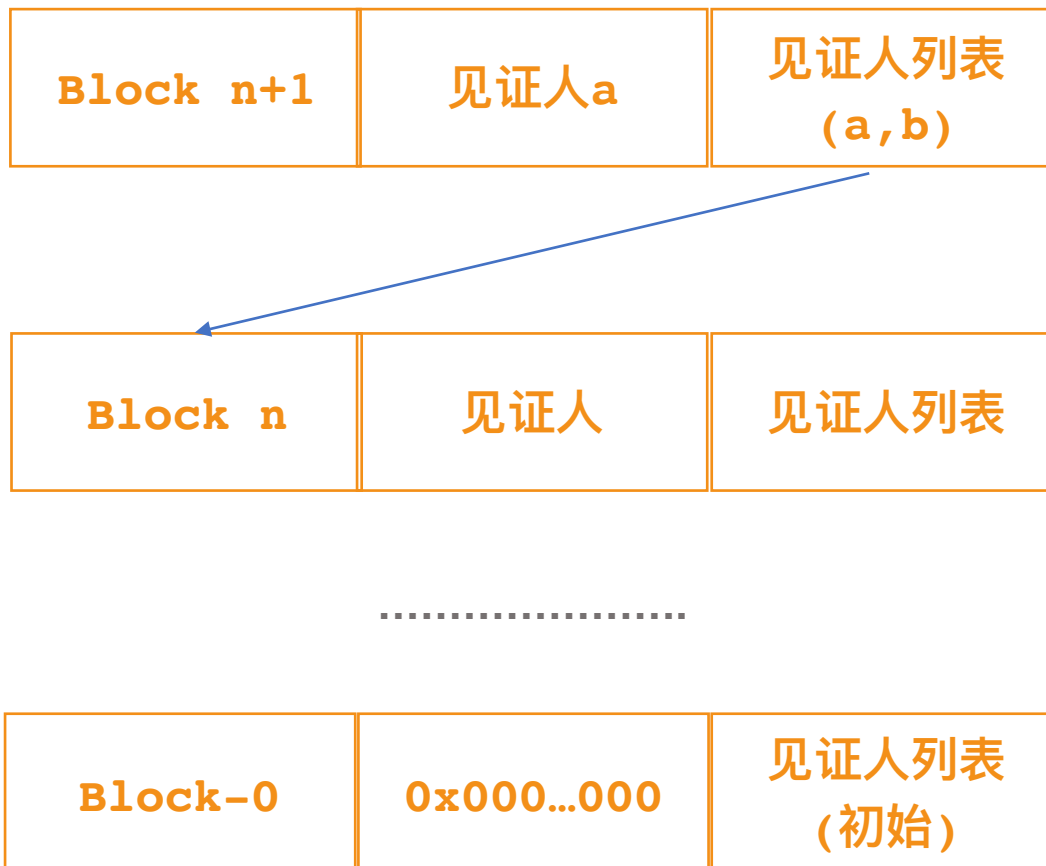 Block n+1
见证人a
见证人列表
(a,b)
Block n
见证人
见证人列表
......................
Block-0
0x000…000
见证人列表
(初始)